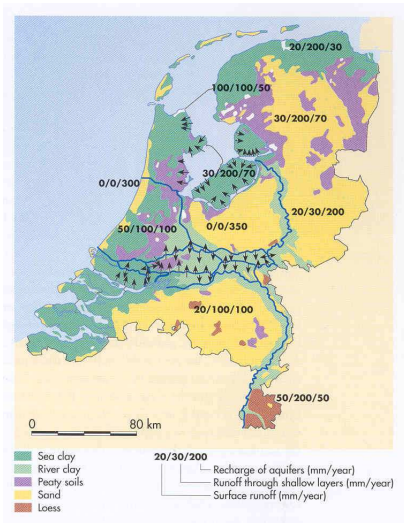 20/200/30
100/100/50
30/200/70
30/200/70
0/0/300
20/30/200
0/0/350
50/100/100
20/100/100
50/200/50
0 80 km
Sea clay
River clay
Peaty soils
Sand
Loess
20/30/200
Recharge of aquifers (mm/year)
Runoff through shallow layers (mm/year)
Surface runoff (mm/year)